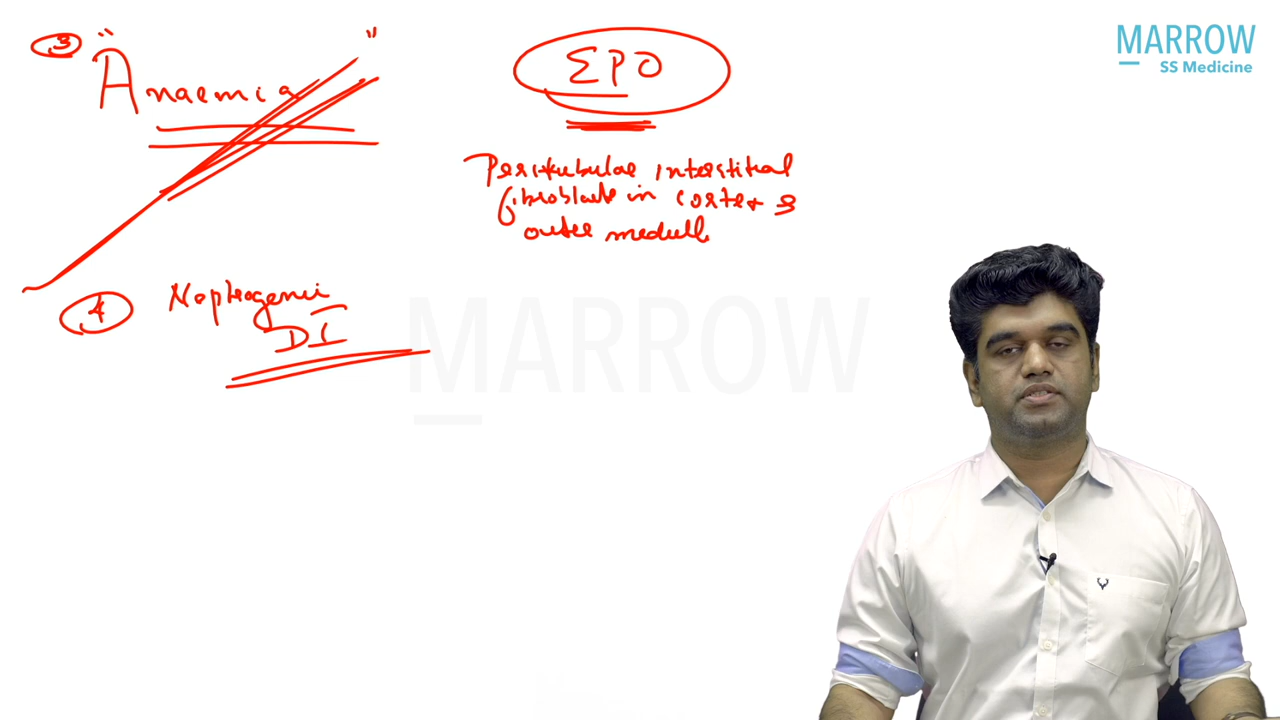 ③ "Anaemia"
EPO
Peritubular interstitial
fibroblasts in cortex &
outer medulla
④ Nephrogenic
DI
MARROW
SS Medicine
MARROW